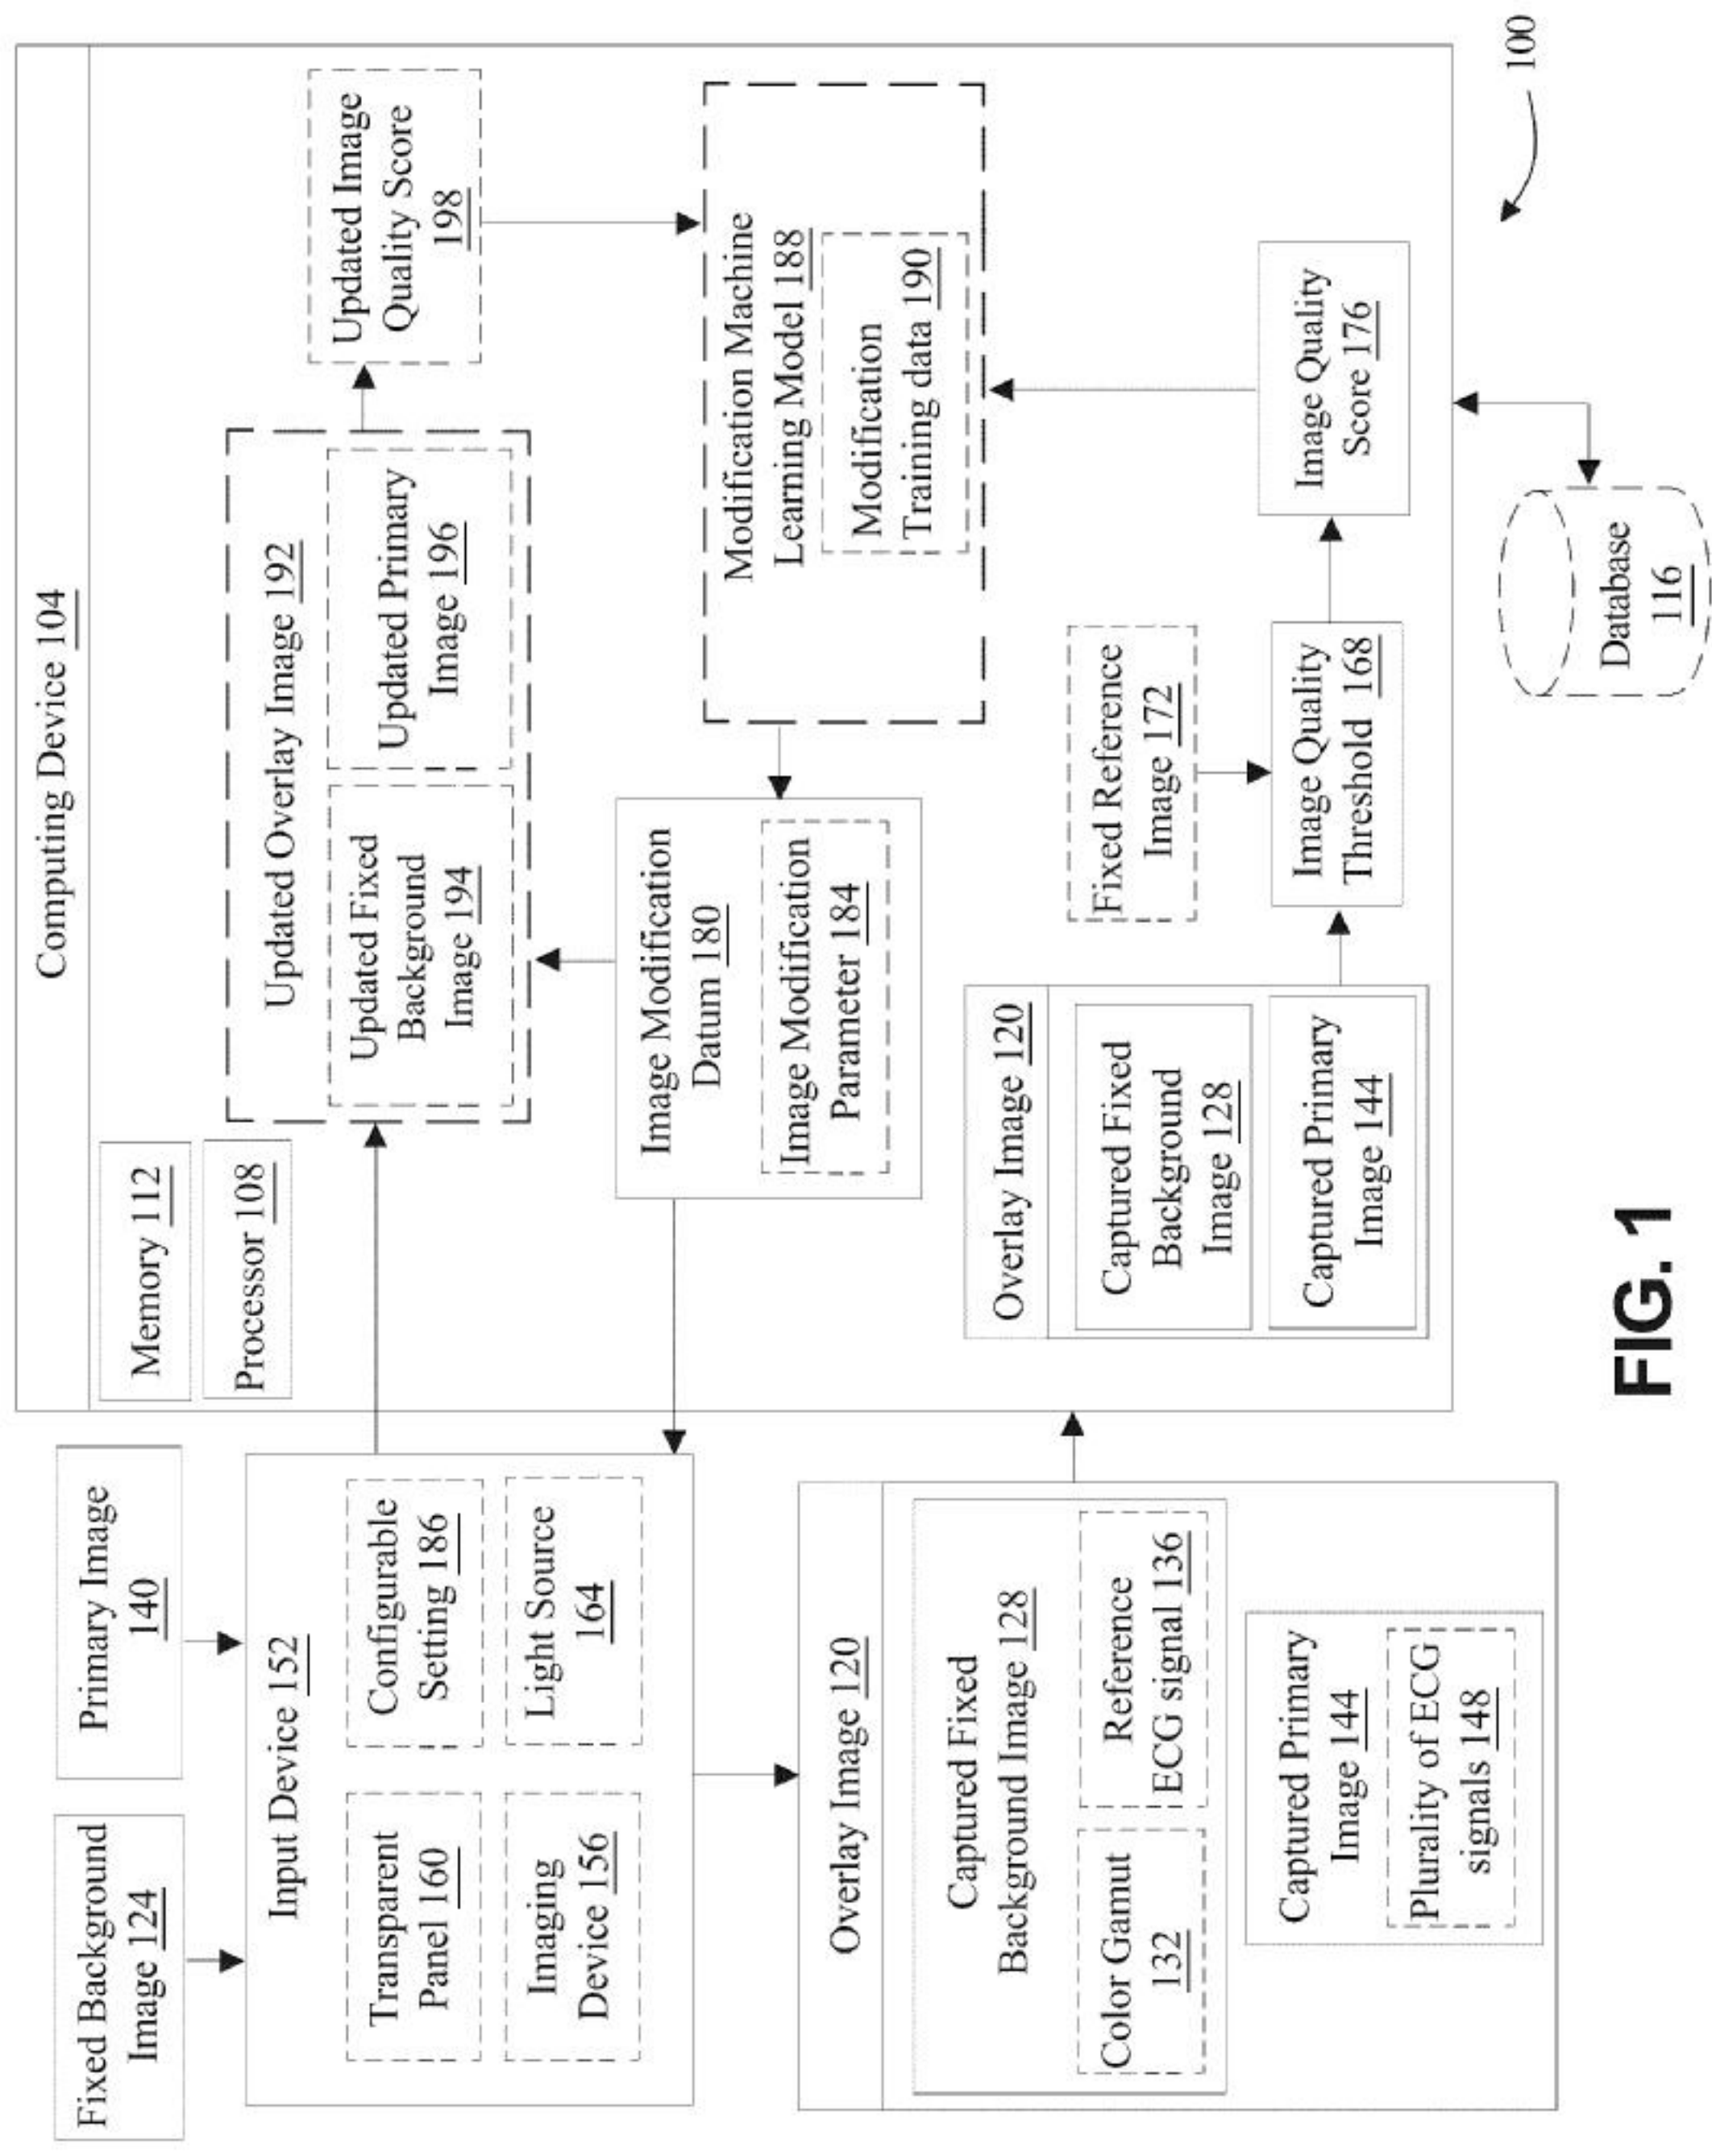 Fixed Background
Image 124
Primary Image
140
Input Device 152
Transparent
Panel 160
Configurable
Setting 186
Imaging
Device 156
Light Source
164
Overlay Image 120
Captured Fixed
Background Image 128
Color Gamut
132
Reference
ECG signal 136
Captured Primary
Image 144
Plurality of ECG
signals 148
Computing Device 104
Memory 112
Processor 108
Updated Overlay Image 192
Updated Fixed
Background
Image 194
Updated Primary
Image 196
Updated Image
Quality Score
198
Image Modification
Datum 180
Image Modification
Parameter 184
Modification Machine
Learning Model 188
Modification
Training data 190
Overlay Image 120
Captured Fixed
Background
Image 128
Captured Primary
Image 144
Fixed Reference
Image 172
Image Quality
Threshold 168
Image Quality
Score 176
Database
116
100
FIG. 1